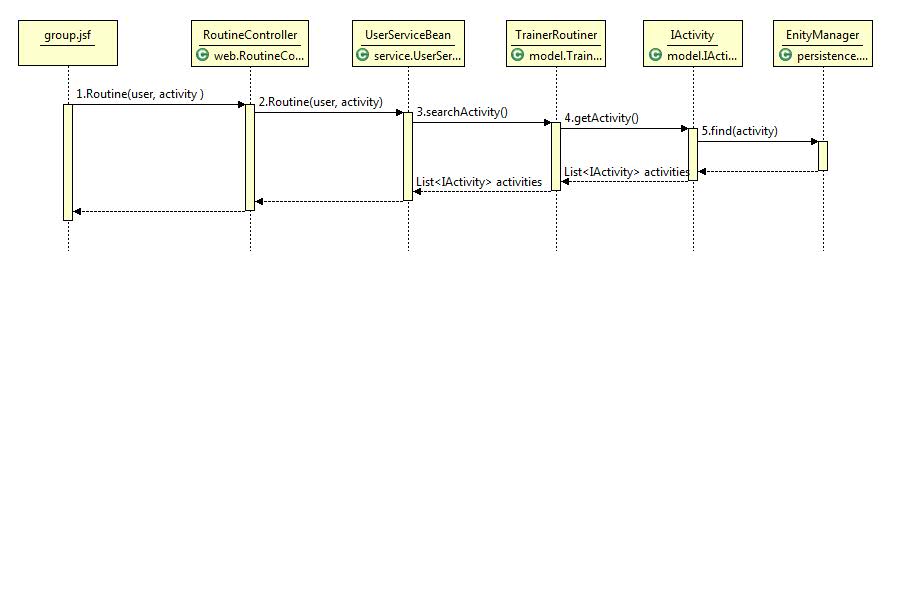 group.jsf
RoutineController
web.RoutineCo...
UserServiceBean
service.UserSer...
TrainerRoutiner
model.Train...
IActivity
model.IActi...
EnityManager
persistence....
1.Routine(user, activity )
2.Routine(user, activity)
3.searchActivity()
4.getActivity()
5.find(activity)
List<IActivity> activities
List<IActivity> activities